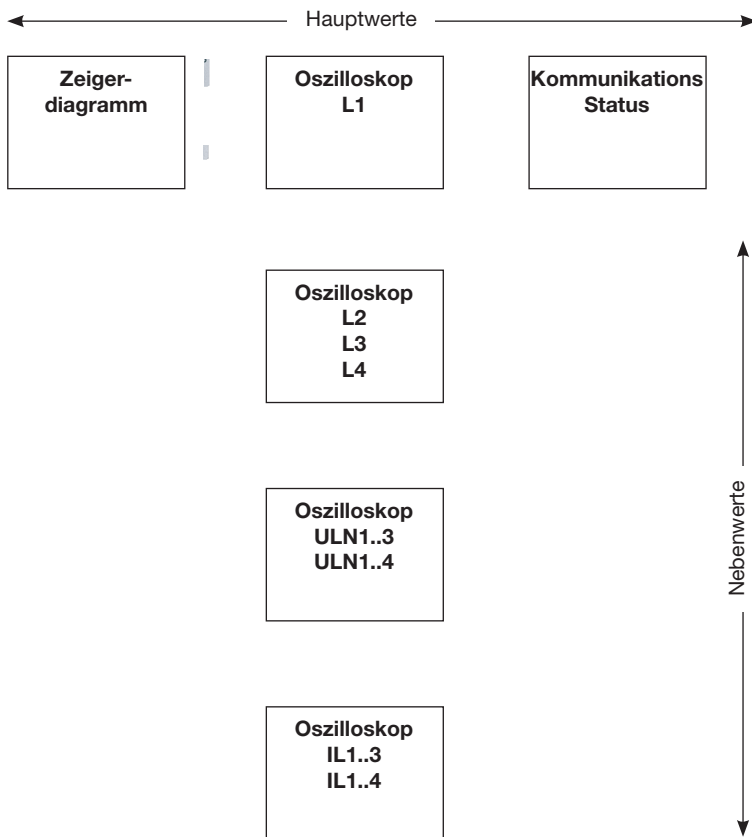 Hauptwerte
Zeiger-
diagramm
Oszilloskop
L1
Kommunikations
Status
Oszilloskop
L2
L3
L4
Oszilloskop
ULN1..3
ULN1..4
Nebenwerte
Oszilloskop
IL1..3
IL1..4